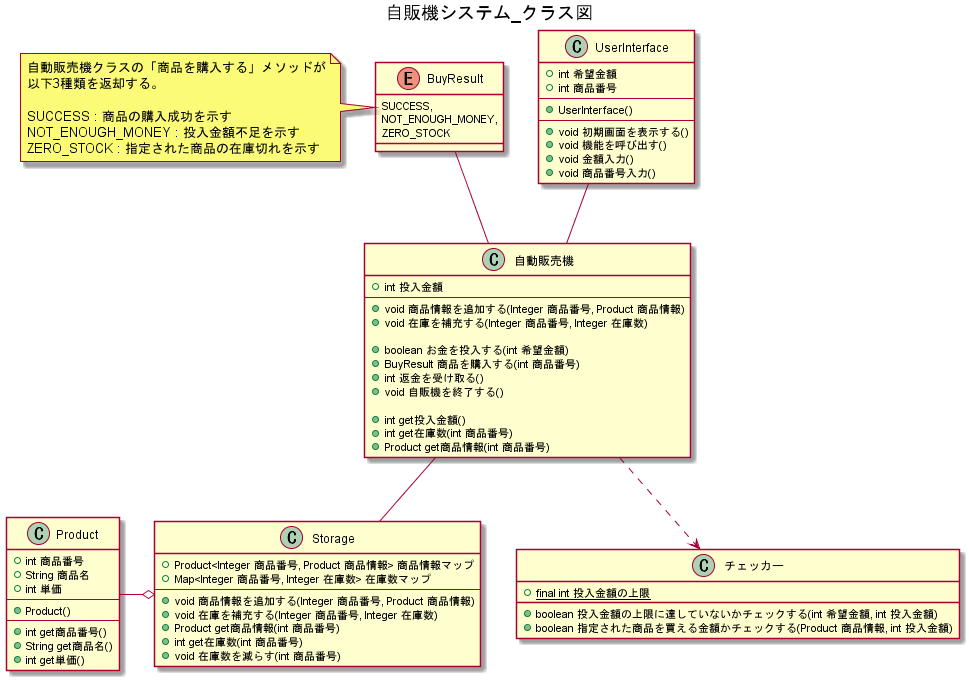 自販機システム_クラス図
自動販売機クラスの「商品を購入する」メソッドが
以下3種類を返却する。
SUCCESS : 商品の購入成功を示す
NOT_ENOUGH_MONEY : 投入金額不足を示す
ZERO_STOCK : 指定された商品の在庫切れを示す
E BuyResult
SUCCESS,
NOT_ENOUGH_MONEY,
ZERO_STOCK
C UserInterface
int 希望金額
int 商品番号
UserInterface()
void 初期画面を表示する()
void 機能を呼び出す()
void 金額入力()
void 商品番号入力()
C 自動販売機
int 投入金額
void 商品情報を追加する(Integer 商品番号, Product 商品情報)
void 在庫を補充する(Integer 商品番号, Integer 在庫数)
boolean お金を投入する(int 希望金額)
BuyResult 商品を購入する(int 商品番号)
int 返金を受け取る()
void 自販機を終了する()
int get投入金額()
int get在庫数(int 商品番号)
Product get商品情報(int 商品番号)
C Product
int 商品番号
String 商品名
int 単価
Product()
int get商品番号()
String get商品名()
int get単価()
C Storage
Product<Integer 商品番号, Product 商品情報> 商品情報マップ
Map<Integer 商品番号, Integer 在庫数> 在庫数マップ
void 商品情報を追加する(Integer 商品番号, Product 商品情報)
void 在庫を補充する(Integer 商品番号, Integer 在庫数)
Product get商品情報(int 商品番号)
int get在庫数(int 商品番号)
void 在庫数を減らす(int 商品番号)
C チェッカー
final int 投入金額の上限
boolean 投入金額の上限に達していないかチェックする(int 希望金額, int 投入金額)
boolean 指定された商品を買える金額かチェックする(Product 商品情報, int 投入金額)